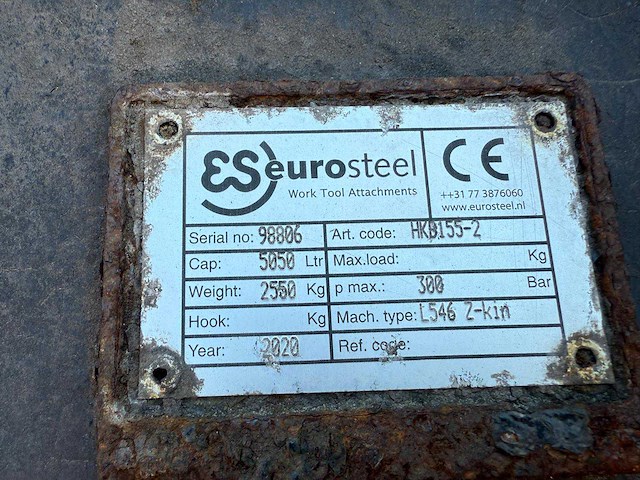 ES eurosteel
Work Tool Attachments
CE
++31 77 3876060
www.eurosteel.nl
Serial no: 98806 Art. code: HKB155-2
Cap: 5050 Ltr Max.load: Kg
Weight: 2550 Kg p max.: 300 Bar
Hook: Kg Mach. type: L546 Z-kin
Year: 2020 Ref. code: